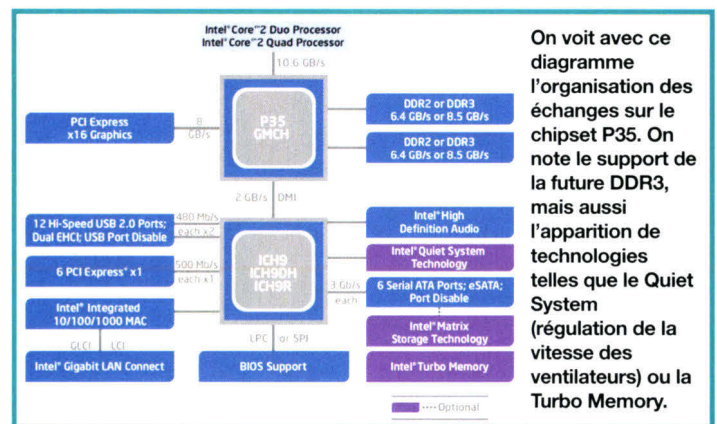 Intel® Core™2 Duo Processor
Intel® Core™2 Quad Processor
10.6 GB/s
PCI Express
x16 Graphics
8
GB/s
P35
GMCH
DDR2 or DDR3
6.4 GB/s or 8.5 GB/s
DDR2 or DDR3
6.4 GB/s or 8.5 GB/s
2 GB/s DMI
12 Hi-Speed USB 2.0 Ports;
Dual EHCI; USB Port Disable
480 Mb/s
each x2
6 PCI Express® x1
500 Mb/s
each x1
Intel® Integrated
10/100/1000 MAC
GLCI LCI
Intel® Gigabit LAN Connect
ICH9
ICH9DH
ICH9R
LPC or SPI
BIOS Support
Intel® High
Definition Audio
Intel® Quiet System
Technology
3 Gb/s
each
6 Serial ATA Ports; eSATA;
Port Disable
Intel® Matrix
Storage Technology
Intel® Turbo Memory
Optional
On voit avec ce
diagramme
l'organisation des
échanges sur le
chipset P35. On
note le support de
la future DDR3,
mais aussi
l'apparition de
technologies
telles que le Quiet
System
(régulation de la
vitesse des
ventilateurs) ou la
Turbo Memory.